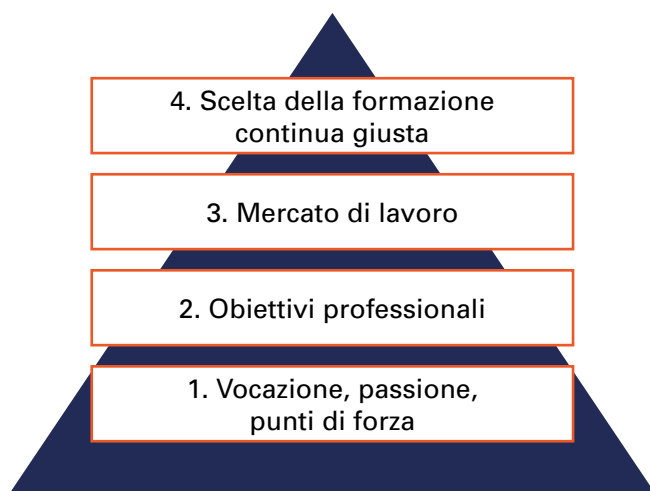 4. Scelta della formazione
continua giusta
3. Mercato di lavoro
2. Obiettivi professionali
1. Vocazione, passione,
punti di forza